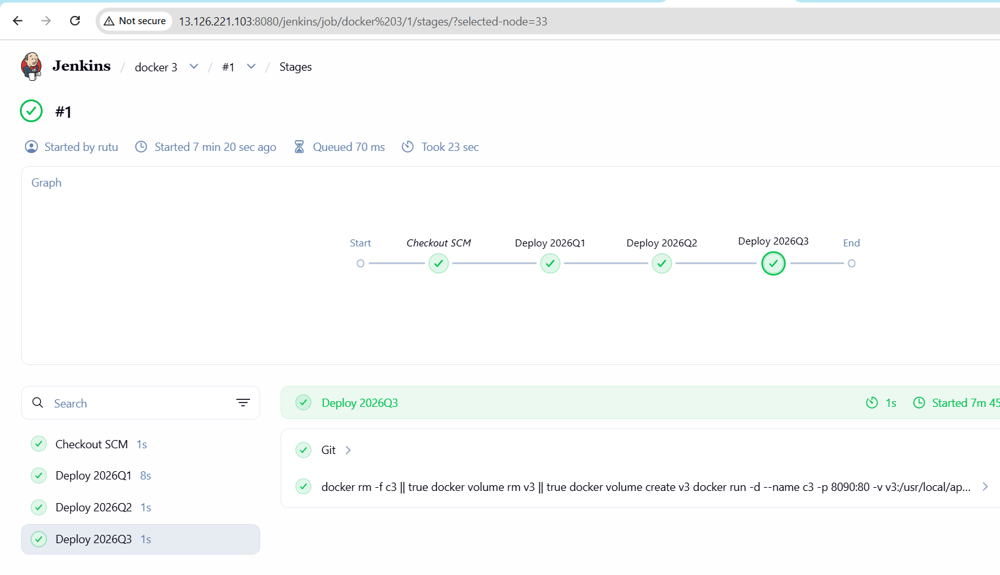 Not secure 13.126.221.103:8080/jenkins/job/docker%203/1/stages/?selected-node=33
Jenkins / docker 3 / #1 / Stages
#1
Started by rutu Started 7 min 20 sec ago Queued 70 ms Took 23 sec
Graph
Start Checkout SCM Deploy 2026Q1 Deploy 2026Q2 Deploy 2026Q3 End
Search
Checkout SCM 1s
Deploy 2026Q1 8s
Deploy 2026Q2 1s
Deploy 2026Q3 1s
Deploy 2026Q3 1s Started 7m 45
Git
docker rm -f c3 || true docker volume rm v3 || true docker volume create v3 docker run -d --name c3 -p 8090:80 -v v3:/usr/local/ap...